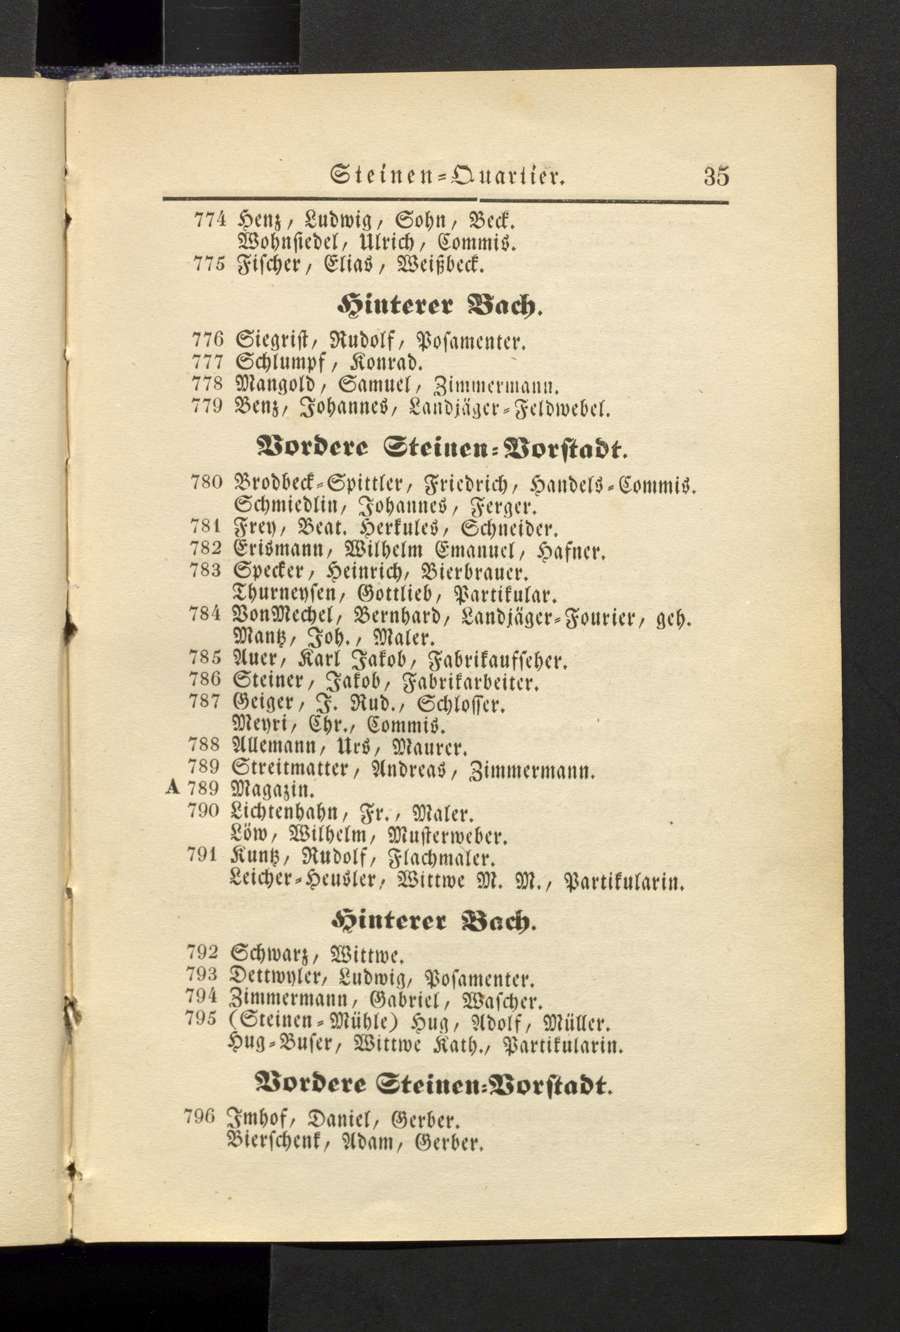 Steinen-Quartier. 35
774 Henz, Ludwig, Sohn, Beck.
Wohnsiedel, Ulrich, Commis.
775 Fischer, Elias, Weißbeck.
Hinterer Bach.
776 Siegrist, Rudolf, Posamenter.
777 Schlumpf, Konrad.
778 Mangold, Samuel, Zimmermann.
779 Benz, Johannes, Landjäger-Feldwebel.
Vordere Steinen-Vorstadt.
780 Brodbeck-Spittler, Friedrich, Handels-Commis.
Schmiedlin, Johannes, Ferger.
781 Frey, Beat. Herkules, Schneider.
782 Erismann, Wilhelm Emanuel, Hafner.
783 Specker, Heinrich, Bierbrauer.
Thurneysen, Gottlieb, Partikular.
784 VonMechel, Bernhard, Landjäger-Fourier, geh.
Mantz, Joh., Maler.
785 Auer, Karl Jakob, Fabrikaufseher.
786 Steiner, Jakob, Fabrikarbeiter.
787 Geiger, J. Rud., Schlosser.
Meyri, Chr., Commis.
788 Allemann, Urs, Maurer.
789 Streitmatter, Andreas, Zimmermann.
A 789 Magazin.
790 Lichtenhahn, Fr., Maler.
Löw, Wilhelm, Musterweber.
791 Kuntz, Rudolf, Flachmaler.
Leicher-Heusler, Wittwe M. M., Partikularin.
Hinterer Bach.
792 Schwarz, Wittwe.
793 Dettwyler, Ludwig, Posamenter.
794 Zimmermann, Gabriel, Wascher.
795 (Steinen-Mühle) Hug, Adolf, Müller.
Hug-Buser, Wittwe Kath., Partikularin.
Vordere Steinen-Vorstadt.
796 Imhof, Daniel, Gerber.
Bierschenk, Adam, Gerber.